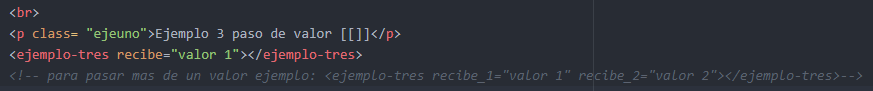 <br>
<p class= "ejeuno">Ejemplo 3 paso de valor [[]]</p>
<ejemplo-tres recibe="valor 1"></ejemplo-tres>
<!-- para pasar mas de un valor ejemplo: <ejemplo-tres recibe_1="valor 1" recibe_2="valor 2"></ejemplo-tres>-->